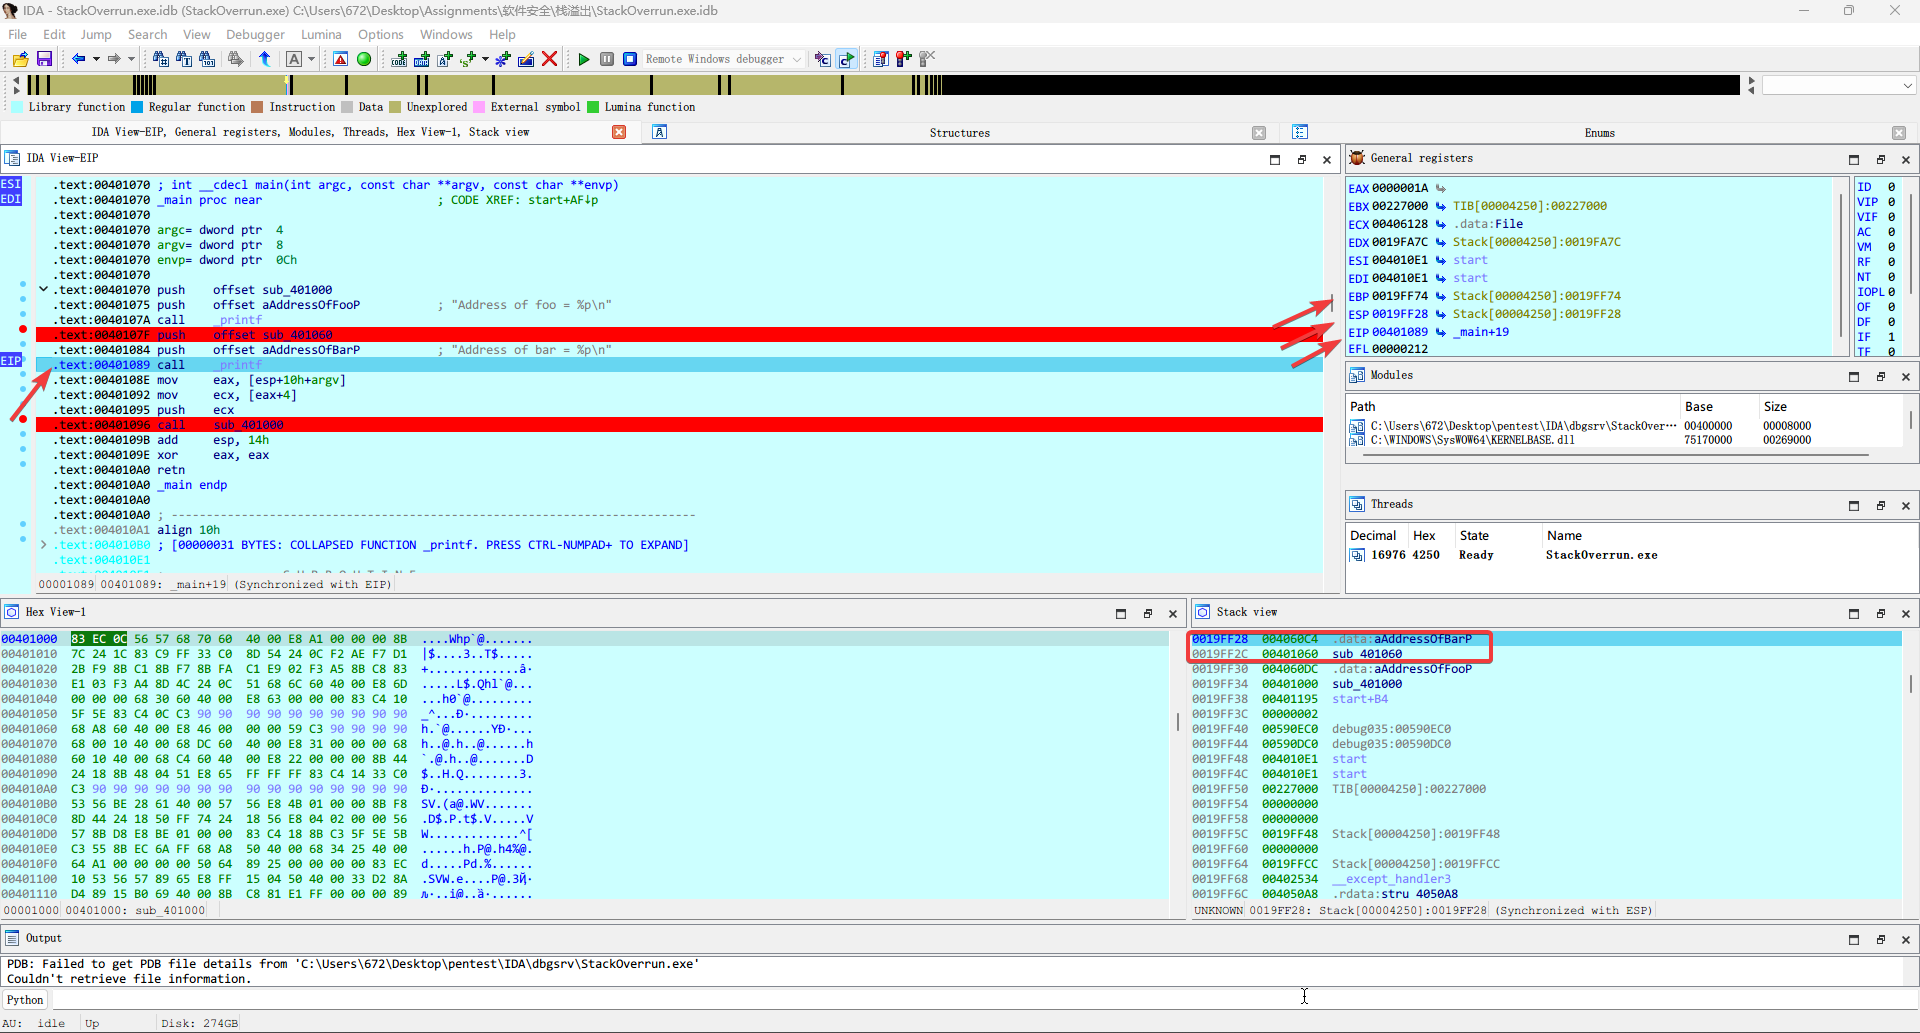 IDA - StackOverrun.exe.idb (StackOverrun.exe) C:\Users\672\Desktop\Assignments\软件安全\栈溢出\StackOverrun.exe.idb
File Edit Jump Search View Debugger Lumina Options Windows Help
Remote Windows debugger
Library function Regular function Instruction Data Unexplored External symbol Lumina function
IDA View-EIP, General registers, Modules, Threads, Hex View-1, Stack view
Structures
Enums
IDA View-EIP
ESI
EDI
EIP
.text:00401070 ; int __cdecl main(int argc, const char **argv, const char **envp)
.text:00401070 _main proc near ; CODE XREF: start+AF↓p
.text:00401070
.text:00401070 argc= dword ptr 4
.text:00401070 argv= dword ptr 8
.text:00401070 envp= dword ptr 0Ch
.text:00401070
.text:00401070 push offset sub_401000
.text:00401075 push offset aAddressOfFooP ; "Address of foo = %p\n"
.text:0040107A call _printf
.text:0040107F push offset sub_401060
.text:00401084 push offset aAddressOfBarP ; "Address of bar = %p\n"
.text:00401089 call _printf
.text:0040108E mov eax, [esp+10h+argv]
.text:00401092 mov ecx, [eax+4]
.text:00401095 push ecx
.text:00401096 call sub_401000
.text:0040109B add esp, 14h
.text:0040109E xor eax, eax
.text:004010A0 retn
.text:004010A0 _main endp
.text:004010A0
.text:004010A0 ; ---------------------------------------------------------------------------
.text:004010A1 align 10h
.text:004010B0 ; [00000031 BYTES: COLLAPSED FUNCTION _printf. PRESS CTRL-NUMPAD+ TO EXPAND]
.text:004010E1
00001089 00401089: _main+19 (Synchronized with EIP)
General registers
EAX 0000001A
EBX 00227000 TIB[00004250]:00227000
ECX 00406128 .data:File
EDX 0019FA7C Stack[00004250]:0019FA7C
ESI 004010E1 start
EDI 004010E1 start
EBP 0019FF74 Stack[00004250]:0019FF74
ESP 0019FF28 Stack[00004250]:0019FF28
EIP 00401089 _main+19
EFL 00000212
ID 0
VIP 0
VIF 0
AC 0
VM 0
RF 0
NT 0
IOPL 0
OF 0
DF 0
IF 1
TF 0
Modules
Path Base Size
C:\Users\672\Desktop\pentest\IDA\dbgsrv\StackOver··· 00400000 00008000
C:\WINDOWS\SysWOW64\KERNELBASE.dll 75170000 00269000
Threads
Decimal Hex State Name
16976 4250 Ready StackOverrun.exe
Hex View-1
00401000 83 EC 0C 56 57 68 70 60 40 00 E8 A1 00 00 00 8B ....Whp`@.......
00401010 7C 24 1C 83 C9 FF 33 C0 8D 54 24 0C F2 AE F7 D1 |$....3..T$.....
00401020 2B F9 8B C1 8B F7 8B FA C1 E9 02 F3 A5 8B C8 83 +............â·
00401030 E1 03 F3 A4 8D 4C 24 0C 51 68 6C 60 40 00 E8 6D .....L$.Qhl`@...
00401040 00 00 00 68 30 60 40 00 E8 63 00 00 00 83 C4 10 ...h0`@.........
00401050 5F 5E 83 C4 0C C3 90 90 90 90 90 90 90 90 90 90 _^...Ð·.........
00401060 68 A8 60 40 00 E8 46 00 00 00 59 C3 90 90 90 90 h.`@......YÐ·...
00401070 68 00 10 40 00 68 DC 60 40 00 E8 31 00 00 00 68 h..@.h..@......h
00401080 60 10 40 00 68 C4 60 40 00 E8 22 00 00 00 8B 44 `.@.h..@.......D
00401090 24 18 8B 48 04 51 E8 65 FF FF FF 83 C4 14 33 C0 $..H.Q........3.
004010A0 C3 90 90 90 90 90 90 90 90 90 90 90 90 90 90 90 Ð·..............
004010B0 53 56 BE 28 61 40 00 57 56 E8 4B 01 00 00 8B F8 SV.(a@.WV.......
004010C0 8D 44 24 18 50 FF 74 24 18 56 E8 04 02 00 00 56 .D$.P.t$.V.....V
004010D0 57 8B D8 E8 BE 01 00 00 83 C4 18 8B C3 5F 5E 5B W............^[
004010E0 C3 55 8B EC 6A FF 68 A8 50 40 00 68 34 25 40 00 ......h.P@.h4%@.
004010F0 64 A1 00 00 00 00 50 64 89 25 00 00 00 00 83 EC d.....Pd.%......
00401100 10 53 56 57 89 65 E8 FF 15 04 50 40 00 33 D2 8A .SVW.e....P@.3Ҋ·
00401110 D4 89 15 B0 69 40 00 8B C8 81 E1 FF 00 00 00 89
00001000 00401000: sub_401000
Stack view
0019FF28 004060C4 .data:aAddressOfBarP
0019FF2C 00401060 sub_401060
0019FF30 004060DC .data:aAddressOfFooP
0019FF34 00401000 sub_401000
0019FF38 00401195 start+B4
0019FF3C 00000002
0019FF40 00590EC0 debug035:00590EC0
0019FF44 00590DC0 debug035:00590DC0
0019FF48 004010E1 start
0019FF4C 004010E1 start
0019FF50 00227000 TIB[00004250]:00227000
0019FF54 00000000
0019FF58 00000000
0019FF5C 0019FF48 Stack[00004250]:0019FF48
0019FF60 00000000
0019FF64 0019FFCC Stack[00004250]:0019FFCC
0019FF68 00402534 __except_handler3
0019FF6C 004050A8 .rdata:stru_4050A8
UNKNOWN 0019FF28: Stack[00004250]:0019FF28 (Synchronized with ESP)
Output
PDB: Failed to get PDB file details from 'C:\Users\672\Desktop\pentest\IDA\dbgsrv\StackOverrun.exe'
Couldn't retrieve file information.
Python
AU: idle Up Disk: 274GB